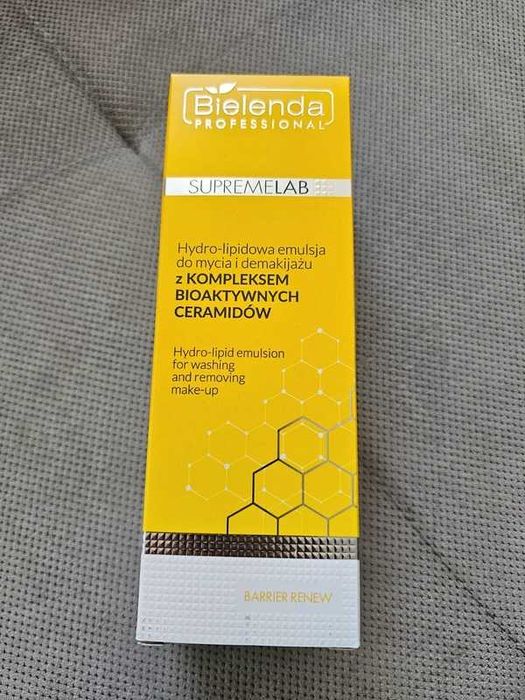 Bielenda
PROFESSIONAL
SUPREMELAB
Hydro-lipidowa emulsja
do mycia i demakijażu
z KOMPLEKSEM
BIOAKTYWNYCH
CERAMIDÓW
Hydro-lipid emulsion
for washing
and removing
make-up
BARRIER RENEW